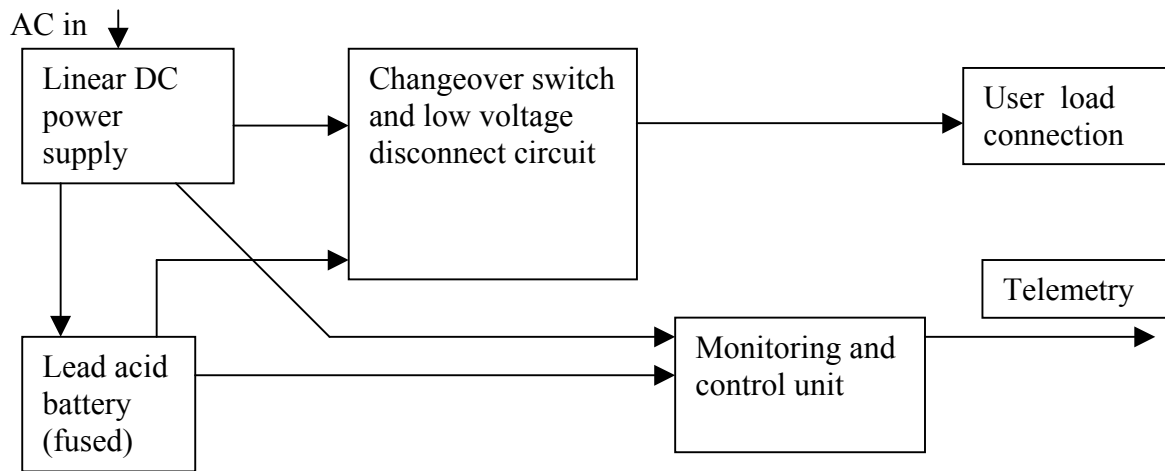 AC in
Linear DC
power
supply
Changeover switch
and low voltage
disconnect circuit
User load
connection
Telemetry
Lead acid
battery
(fused)
Monitoring and
control unit